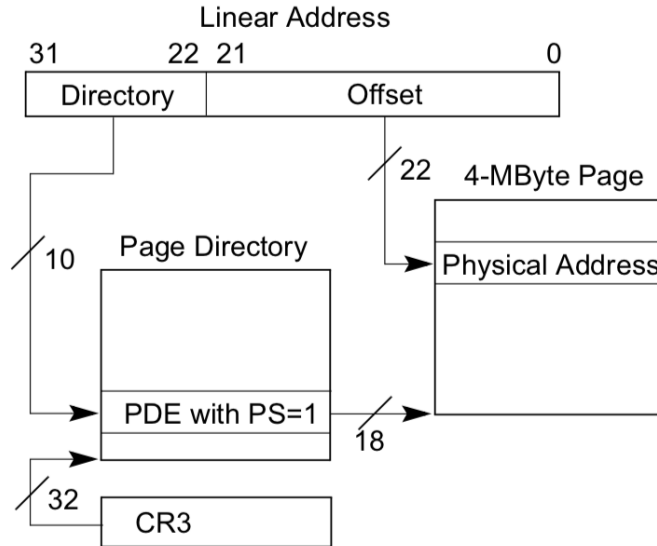 Linear Address
31 22 21 0
Directory Offset
22
4-MByte Page
10
Page Directory
Physical Address
PDE with PS=1
18
32
CR3